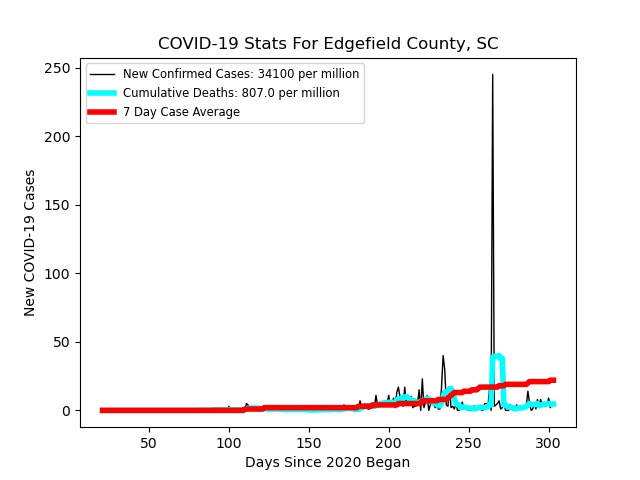 COVID-19 Stats For Edgefield County, SC
New Confirmed Cases: 34100 per million
Cumulative Deaths: 807.0 per million
7 Day Case Average
New COVID-19 Cases
250
200
150
100
50
0
50 100 150 200 250 300
Days Since 2020 Began